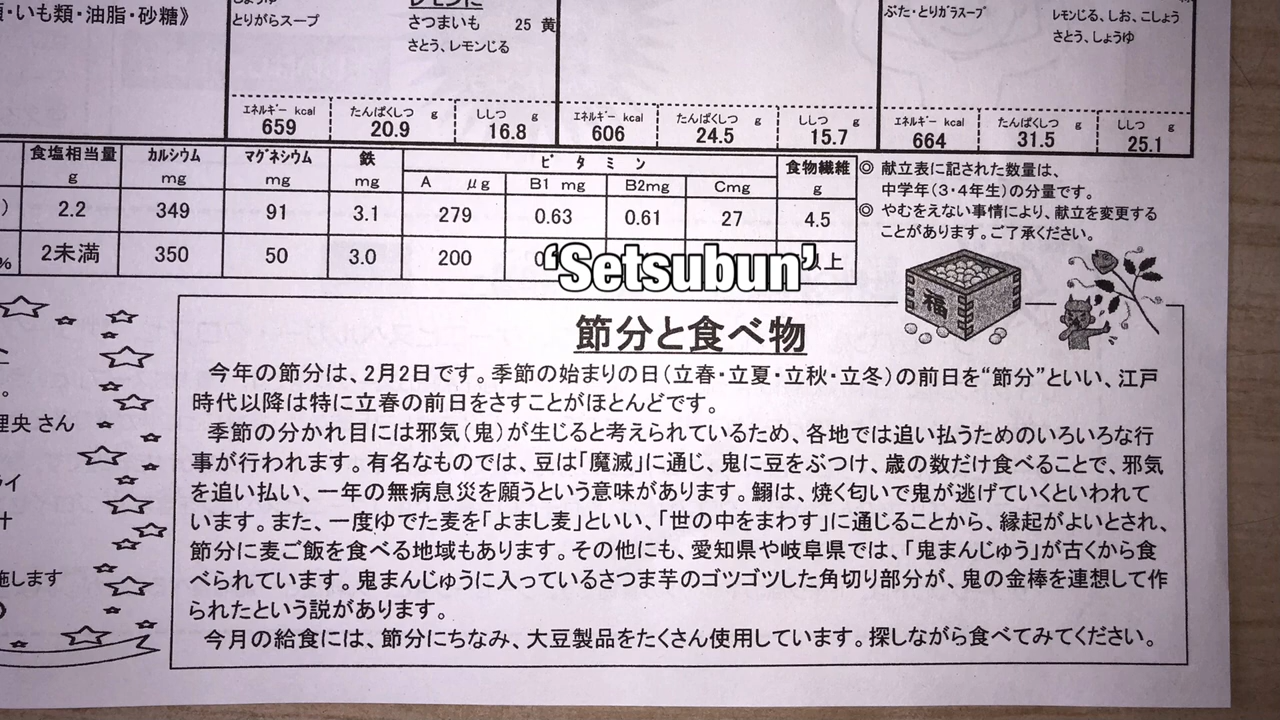 ・いも類・油脂・砂糖》
とりがらスープ
さつまいも 25 黄
さとう、レモンじる
ぶた・とりガラスープ
レモンじる、しお、こしょう
さとう、しょうゆ
エネルギー kcal たんぱくしつ g ししつ g エネルギー kcal たんぱくしつ g ししつ g エネルギー kcal たんぱくしつ g ししつ g
659 20.9 16.8 606 24.5 15.7 664 31.5 25.1
食塩相当量 カルシウム マグネシウム 鉄 ビタミン 食物繊維
g mg mg mg A μg B1 mg B2mg Cmg g
) 2.2 349 91 3.1 279 0.63 0.61 27 4.5
% 2未満 350 50 3.0 200 上
◎ 献立表に記された数量は、
中学年(3・4年生)の分量です。
◎ やむをえない事情により、献立を変更する
ことがあります。ご了承ください。
‘Setsubun’
福
節分と食べ物
今年の節分は、2月2日です。季節の始まりの日(立春・立夏・立秋・立冬)の前日を“節分”といい、江戸
時代以降は特に立春の前日をさすことがほとんどです。
季節の分かれ目には邪気(鬼)が生じると考えられているため、各地では追い払うためのいろいろな行
事が行われます。有名なものでは、豆は「魔滅」に通じ、鬼に豆をぶつけ、歳の数だけ食べることで、邪気
を追い払い、一年の無病息災を願うという意味があります。鰯は、焼く匂いで鬼が逃げていくといわれて
います。また、一度ゆでた麦を「よまし麦」といい、「世の中をまわす」に通じることから、縁起がよいとされ、
節分に麦ご飯を食べる地域もあります。その他にも、愛知県や岐阜県では、「鬼まんじゅう」が古くから食
べられています。鬼まんじゅうに入っているさつま芋のゴツゴツした角切り部分が、鬼の金棒を連想して作
られたという説があります。
今月の給食には、節分にちなみ、大豆製品をたくさん使用しています。探しながら食べてみてください。
理央 さん
ライ
汁
施します